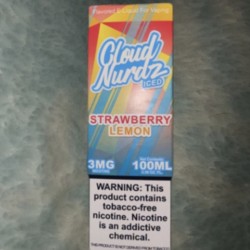 Cloud
Nurdz
ICED
STRAWBERRY
LEMON
3MG
100ML
WARNING: This
product contains
tobacco-free
nicotine. Nicotine
is an addictive
chemical.